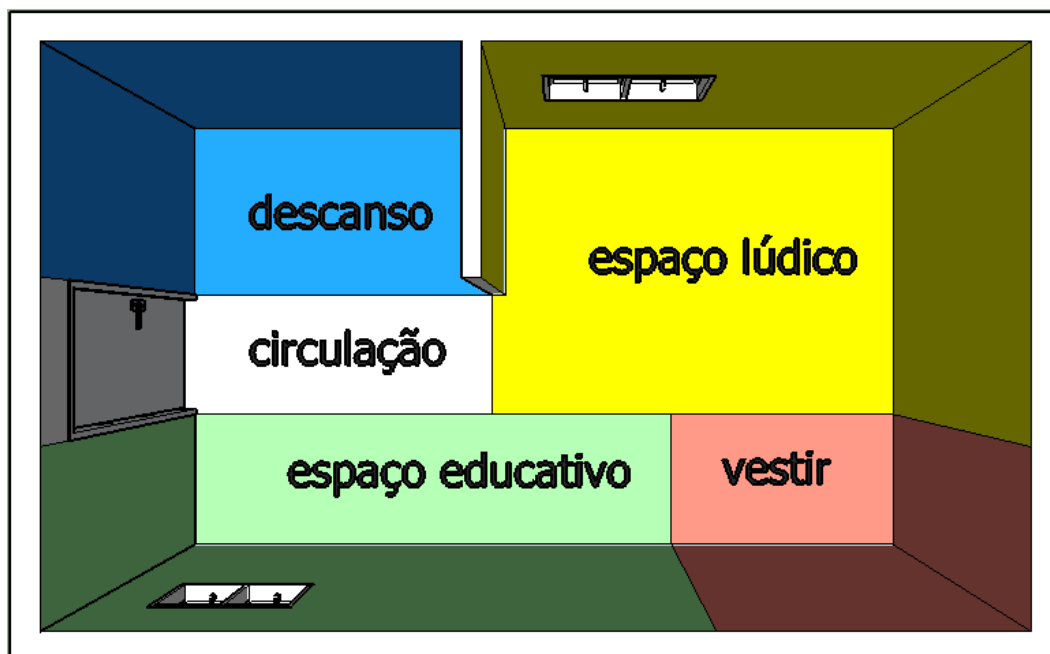 descanso
espaço lúdico
circulação
espaço educativo
vestir